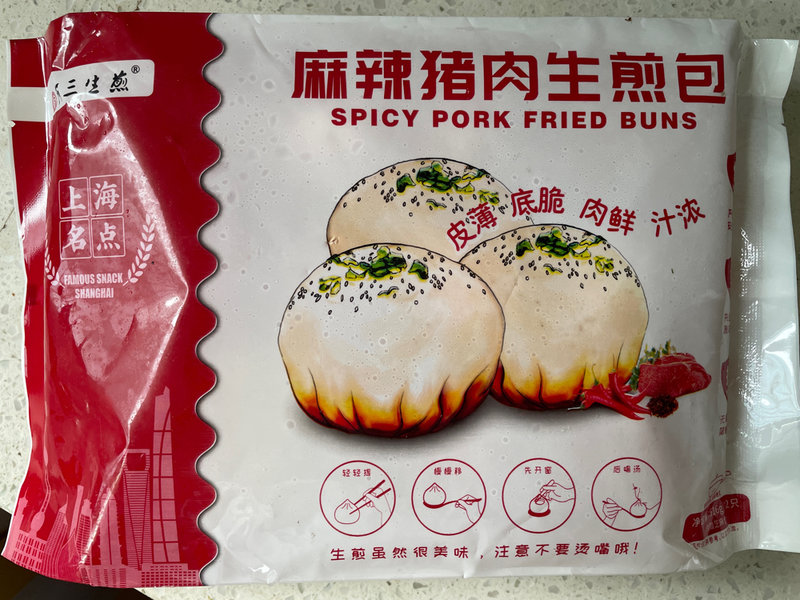 三生煎®
上海
名点
FAMOUS SNACK
SHANGHAI
麻辣猪肉生煎包
SPICY PORK FRIED BUNS
皮薄 底脆 肉鲜 汁浓
轻轻提
慢慢移
先开窗
后喝汤
生煎虽然很美味，注意不要烫嘴哦！